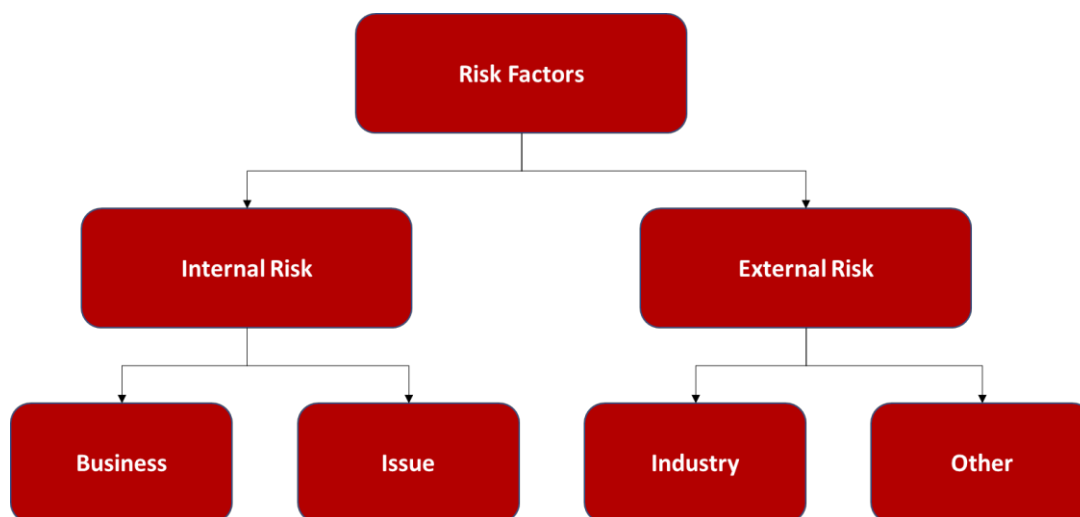 Risk Factors
Internal Risk
External Risk
Business
Issue
Industry
Other